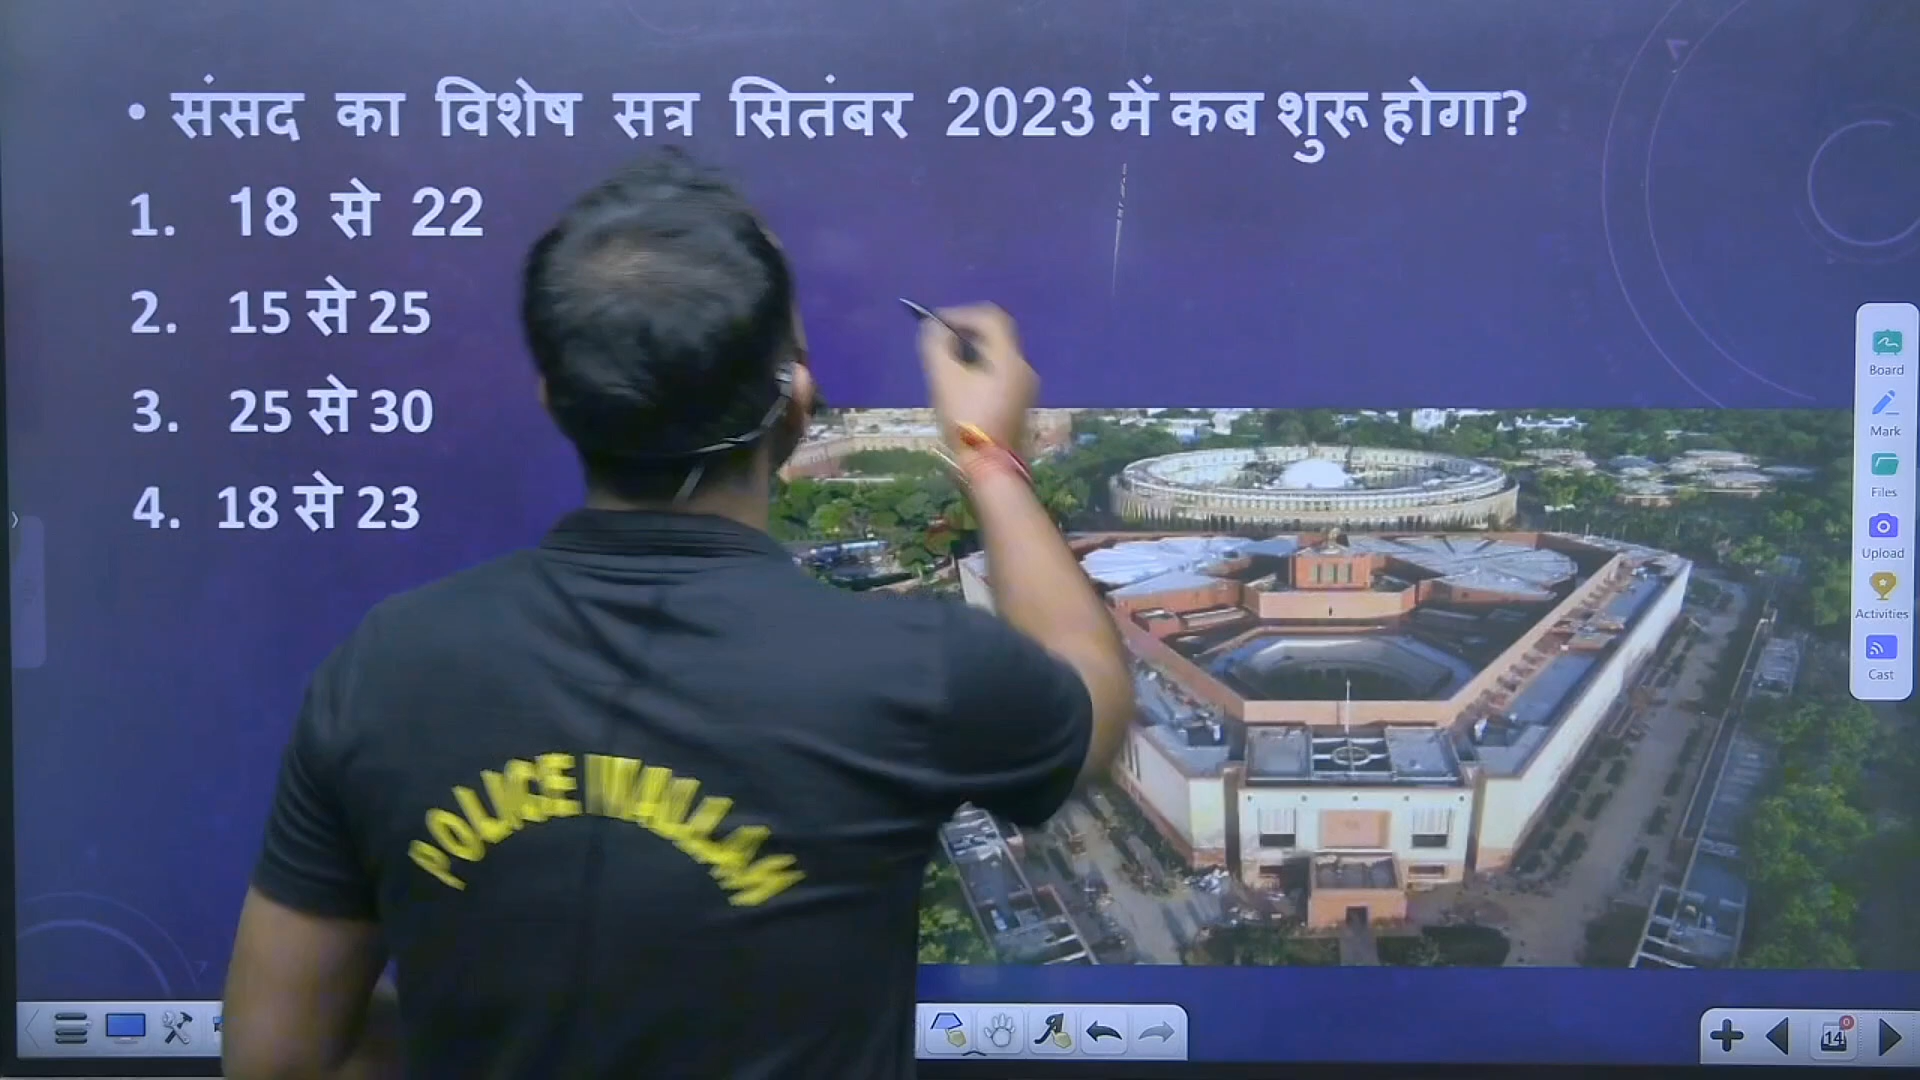 • संसद का विशेष सत्र सितंबर 2023 में कब शुरू होगा?
1. 18 से 22
2. 15 से 25
3. 25 से 30
4. 18 से 23
POLICE WALLAH
Board
Mark
Files
Upload
Activities
Cast
14
0